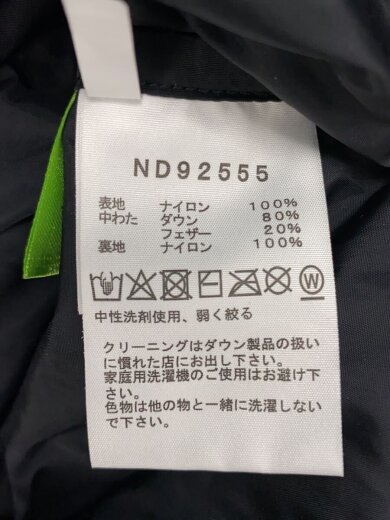 ND92555
表地 ナイロン 100%
中わた ダウン 80%
フェザー 20%
裏地 ナイロン 100%
W
中性洗剤使用、弱く絞る
クリーニングはダウン製品の扱い
に慣れた店にお出し下さい。
家庭用洗濯機のご使用はお避け下
さい。
色物は他の物と一緒に洗濯しない
で下さい。